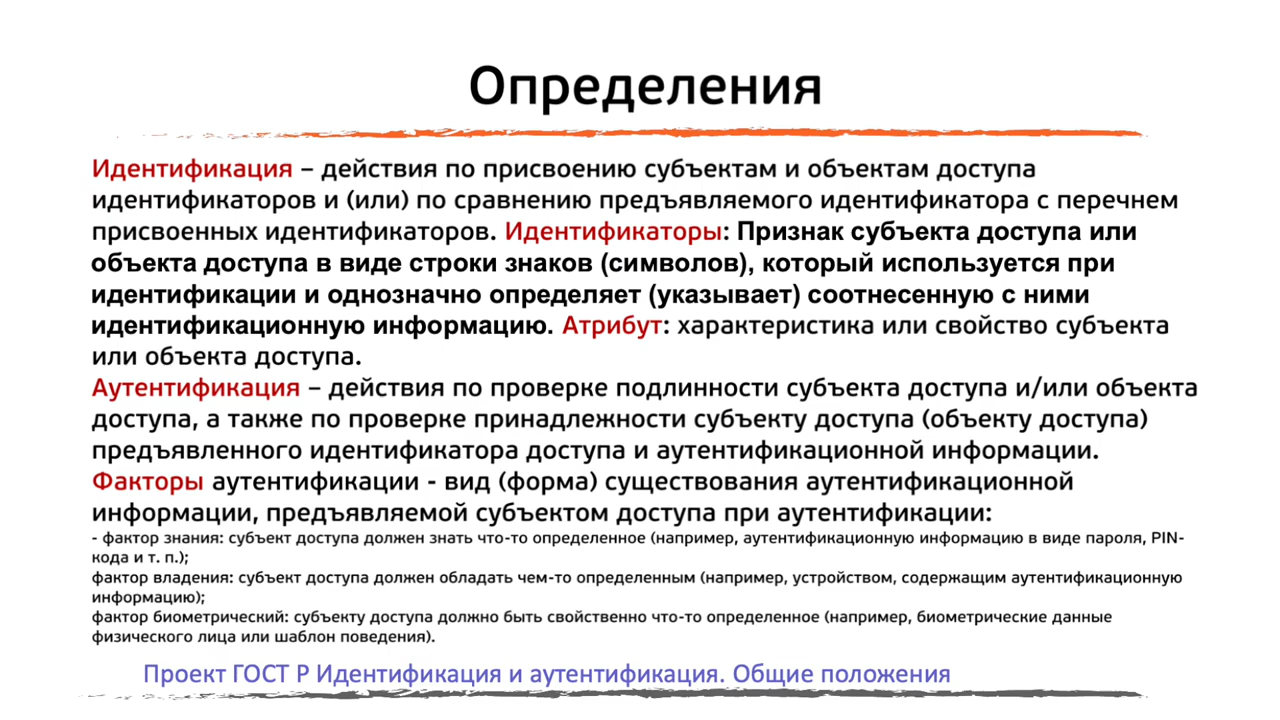 Определения
Идентификация – действия по присвоению субъектам и объектам доступа
идентификаторов и (или) по сравнению предъявляемого идентификатора с перечнем
присвоенных идентификаторов. Идентификаторы: Признак субъекта доступа или
объекта доступа в виде строки знаков (символов), который используется при
идентификации и однозначно определяет (указывает) соотнесенную с ними
идентификационную информацию. Атрибут: характеристика или свойство субъекта
или объекта доступа.
Аутентификация – действия по проверке подлинности субъекта доступа и/или объекта
доступа, а также по проверке принадлежности субъекту доступа (объекту доступа)
предъявленного идентификатора доступа и аутентификационной информации.
Факторы аутентификации - вид (форма) существования аутентификационной
информации, предъявляемой субъектом доступа при аутентификации:
- фактор знания: субъект доступа должен знать что-то определенное (например, аутентификационную информацию в виде пароля, PIN-
кода и т. п.);
фактор владения: субъект доступа должен обладать чем-то определенным (например, устройством, содержащим аутентификационную
информацию);
фактор биометрический: субъекту доступа должно быть свойственно что-то определенное (например, биометрические данные
физического лица или шаблон поведения).
Проект ГОСТ Р Идентификация и аутентификация. Общие положения